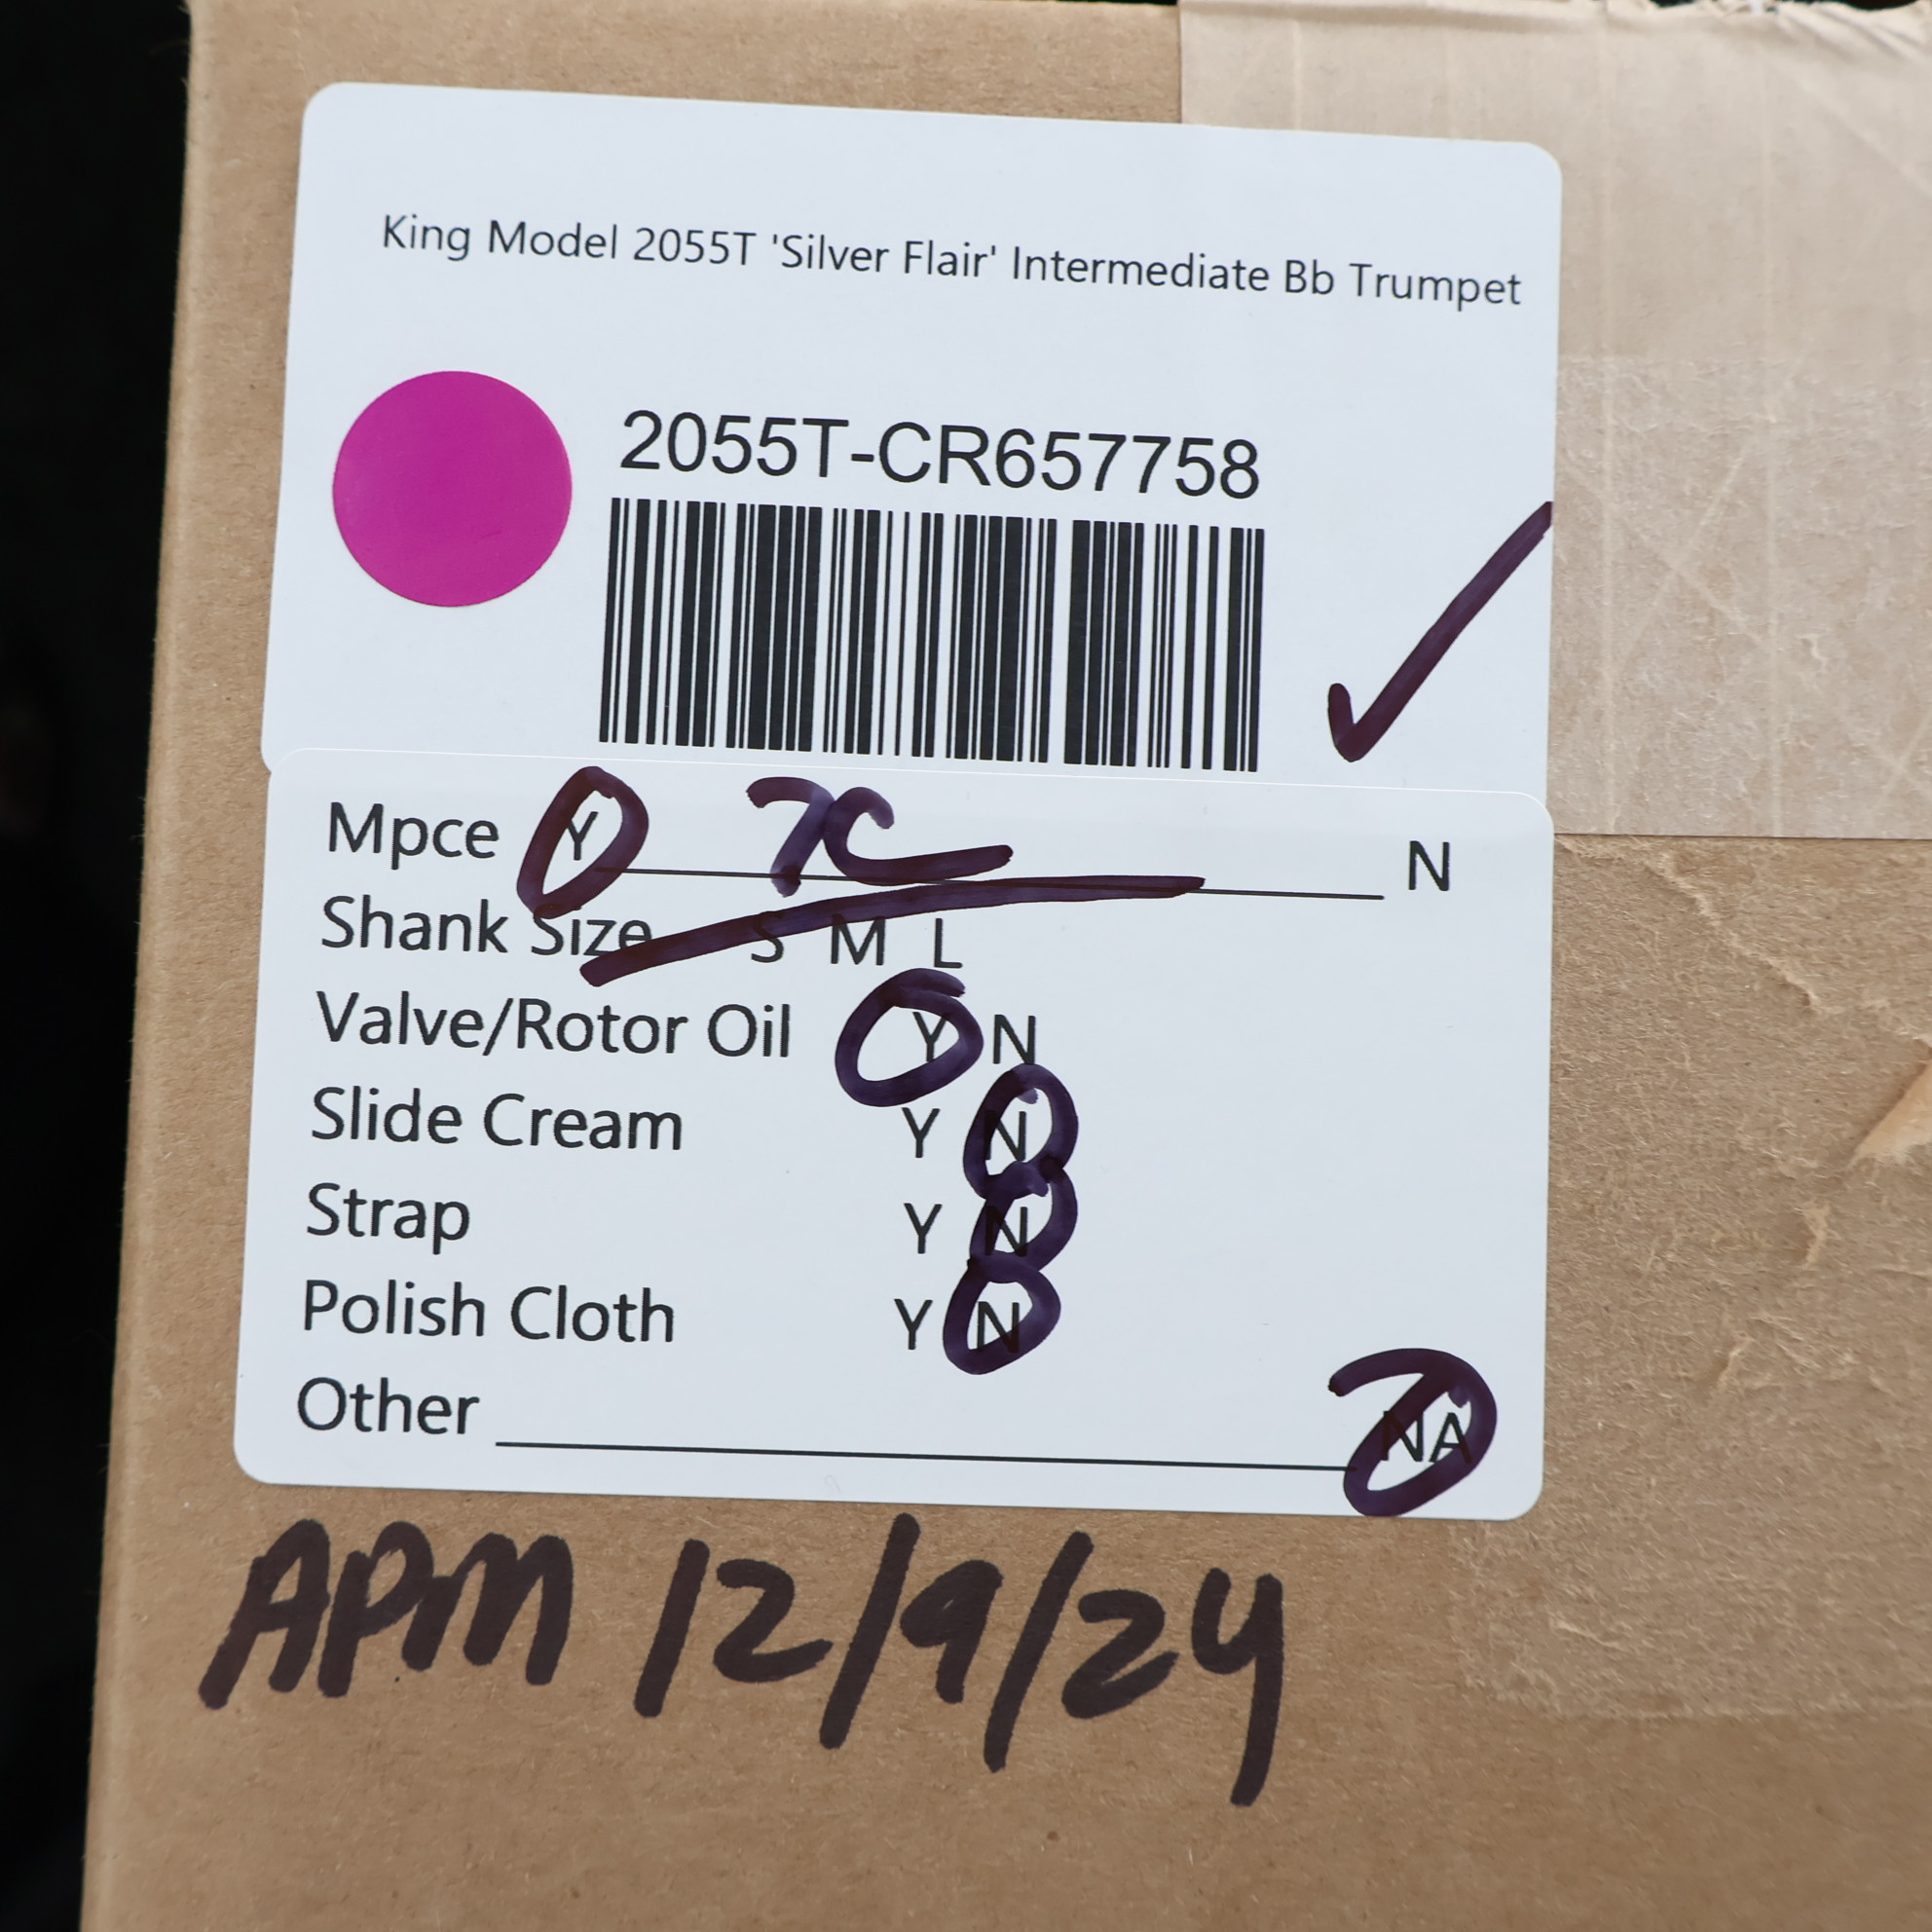 King Model 2055T 'Silver Flair' Intermediate Bb Trumpet
2055T-CR657758
Mpce Y 7C N
Shank Size S M L
Valve/Rotor Oil Y N
Slide Cream Y N
Strap Y N
Polish Cloth Y N
Other NA
APM 12/9/24